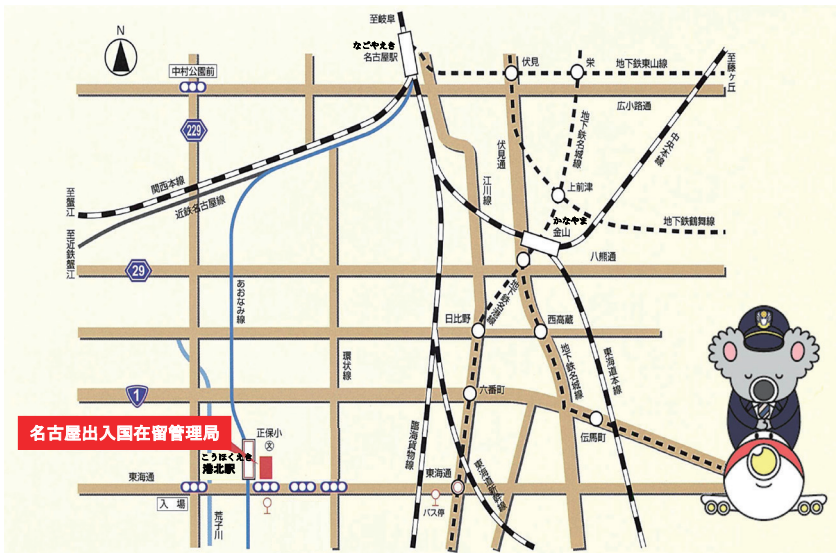 至岐阜
N
なごやえき
名古屋駅
中村公園前
伏見
栄
地下鉄東山線
至藤ヶ丘
広小路通
229
地下鉄名城線
中央本線
伏見通
江川線
関西本線
近鉄名古屋線
至蟹江
至近鉄蟹江
上前津
かなやま
金山
地下鉄鶴舞線
八熊通
29
あおなみ線
地下鉄名港線
日比野
西高蔵
環状線
地下鉄名城線
東海道本線
1
六番町
伝馬町
名古屋出入国在留管理局
正保小
文
こうほくえき
港北駅
臨海貨物線
東海道新幹線
東海通
東海通
入場
荒子川
バス停